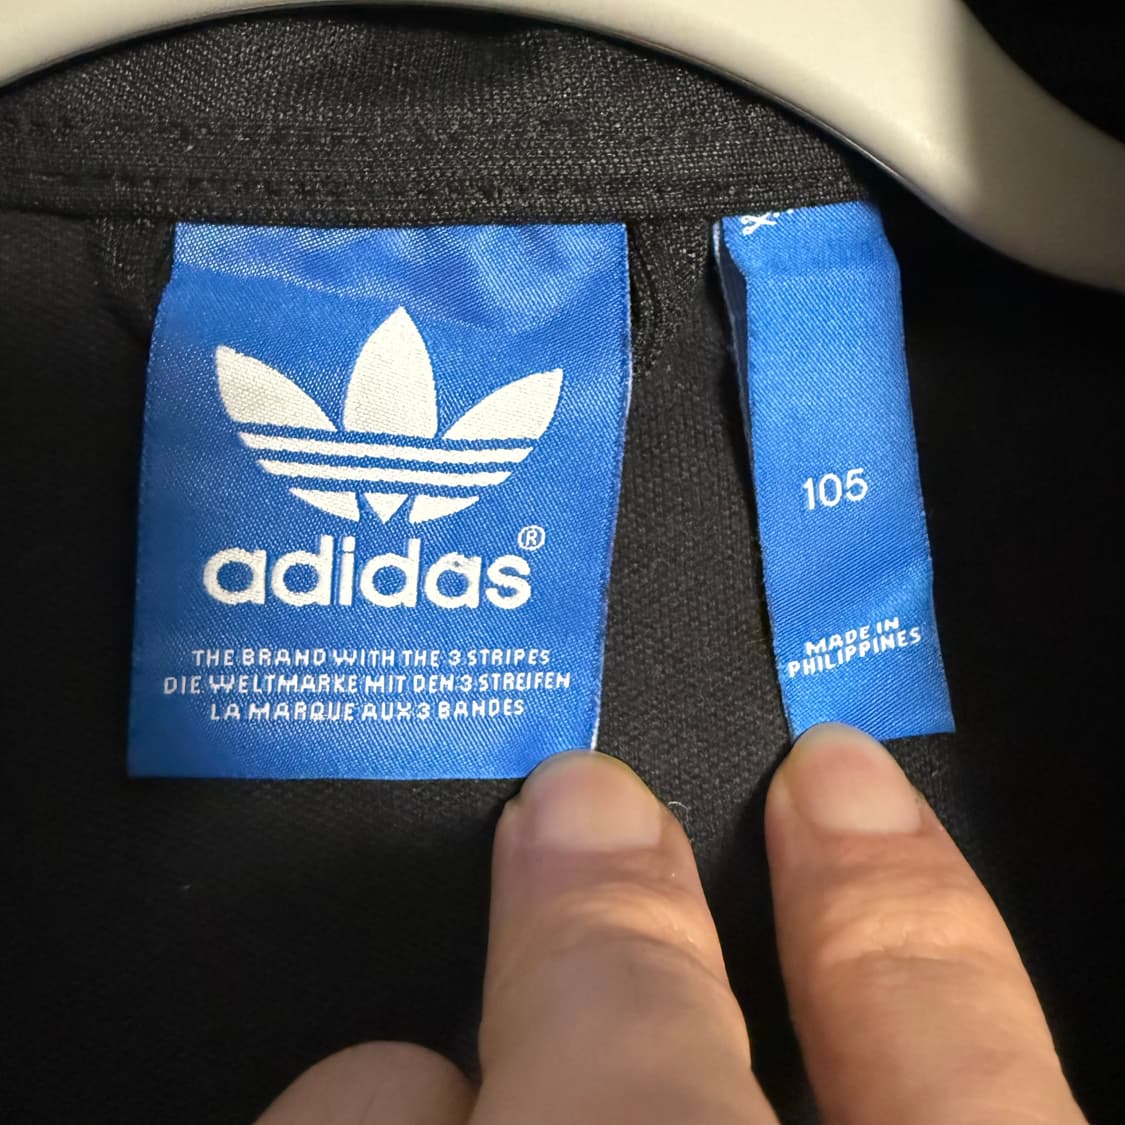 adidas®
THE BRAND WITH THE 3 STRIPES
DIE WELTMARKE MIT DEN 3 STREIFEN
LA MARQUE AUX 3 BANDES
105
MADE IN
PHILIPPINES